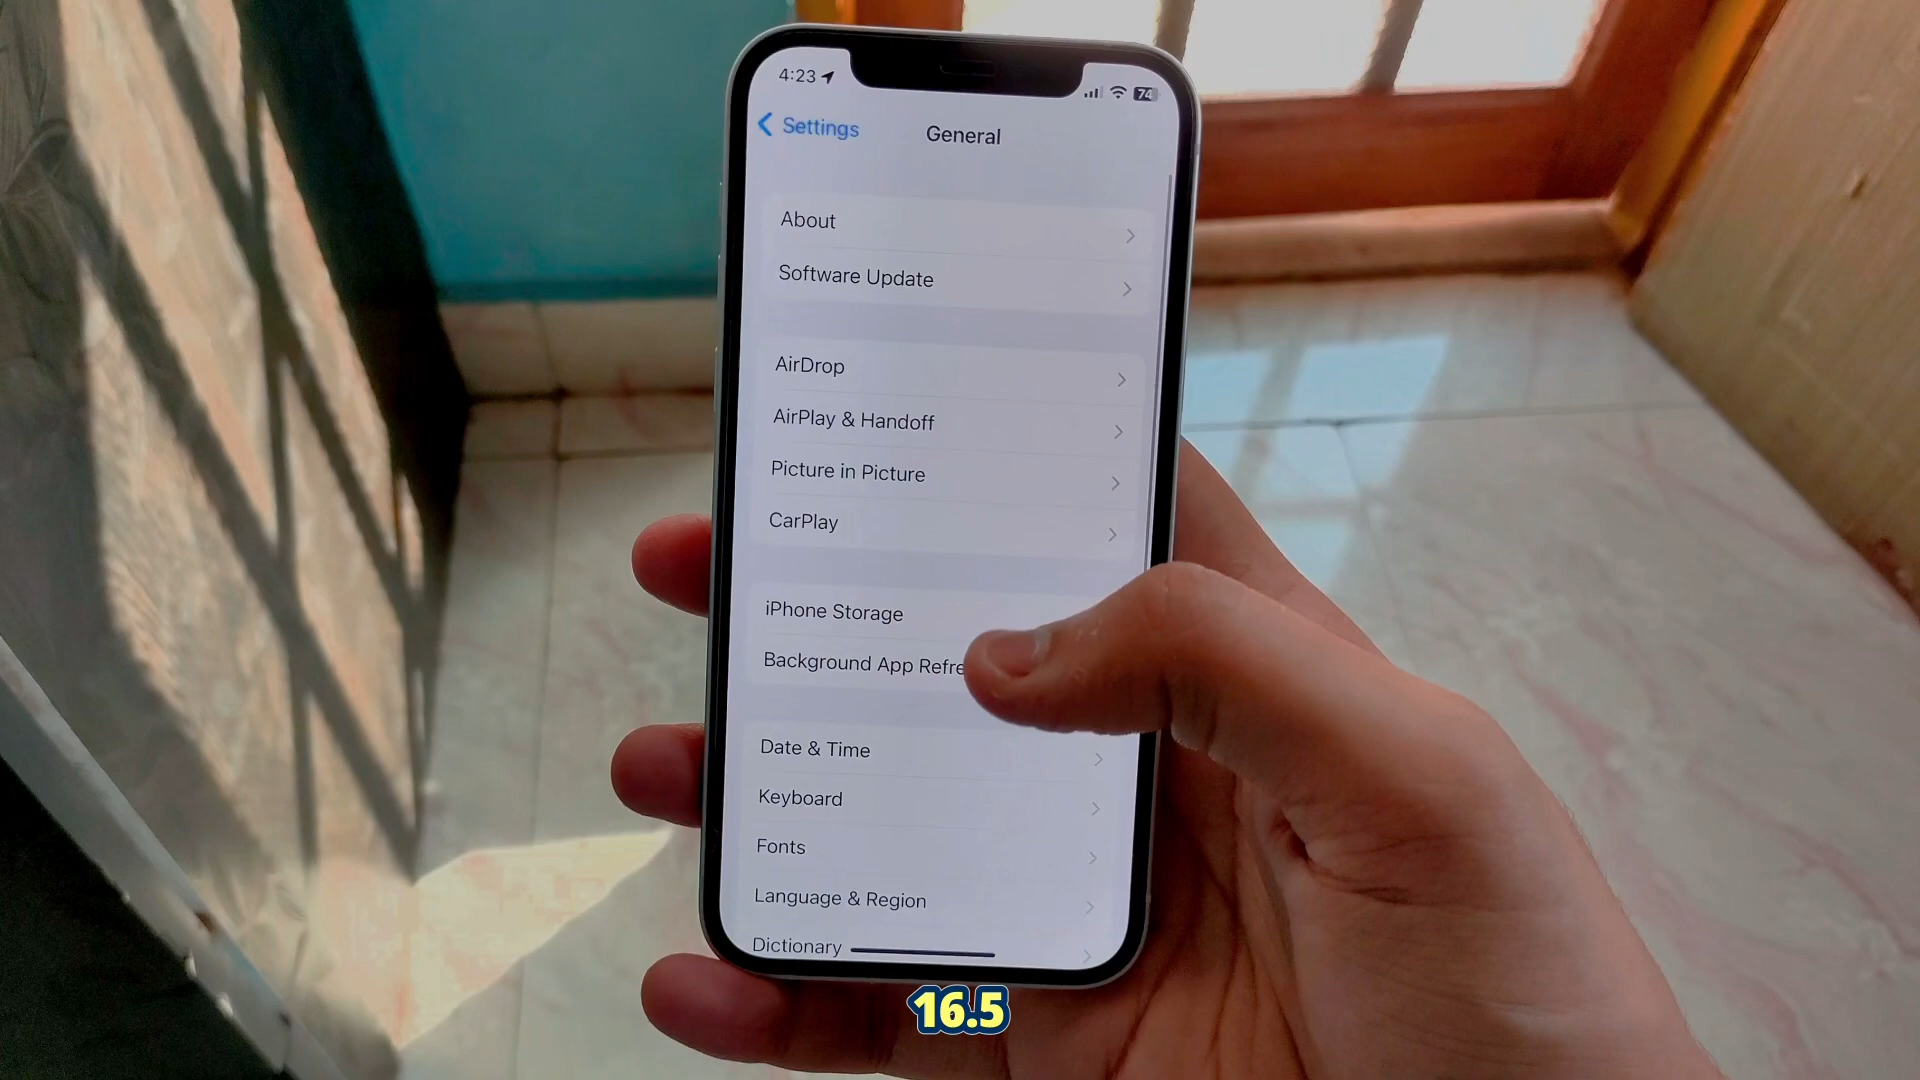 4:23
74
Settings
General
About
Software Update
AirDrop
AirPlay & Handoff
Picture in Picture
CarPlay
iPhone Storage
Background App Refre
Date & Time
Keyboard
Fonts
Language & Region
Dictionary
16.5